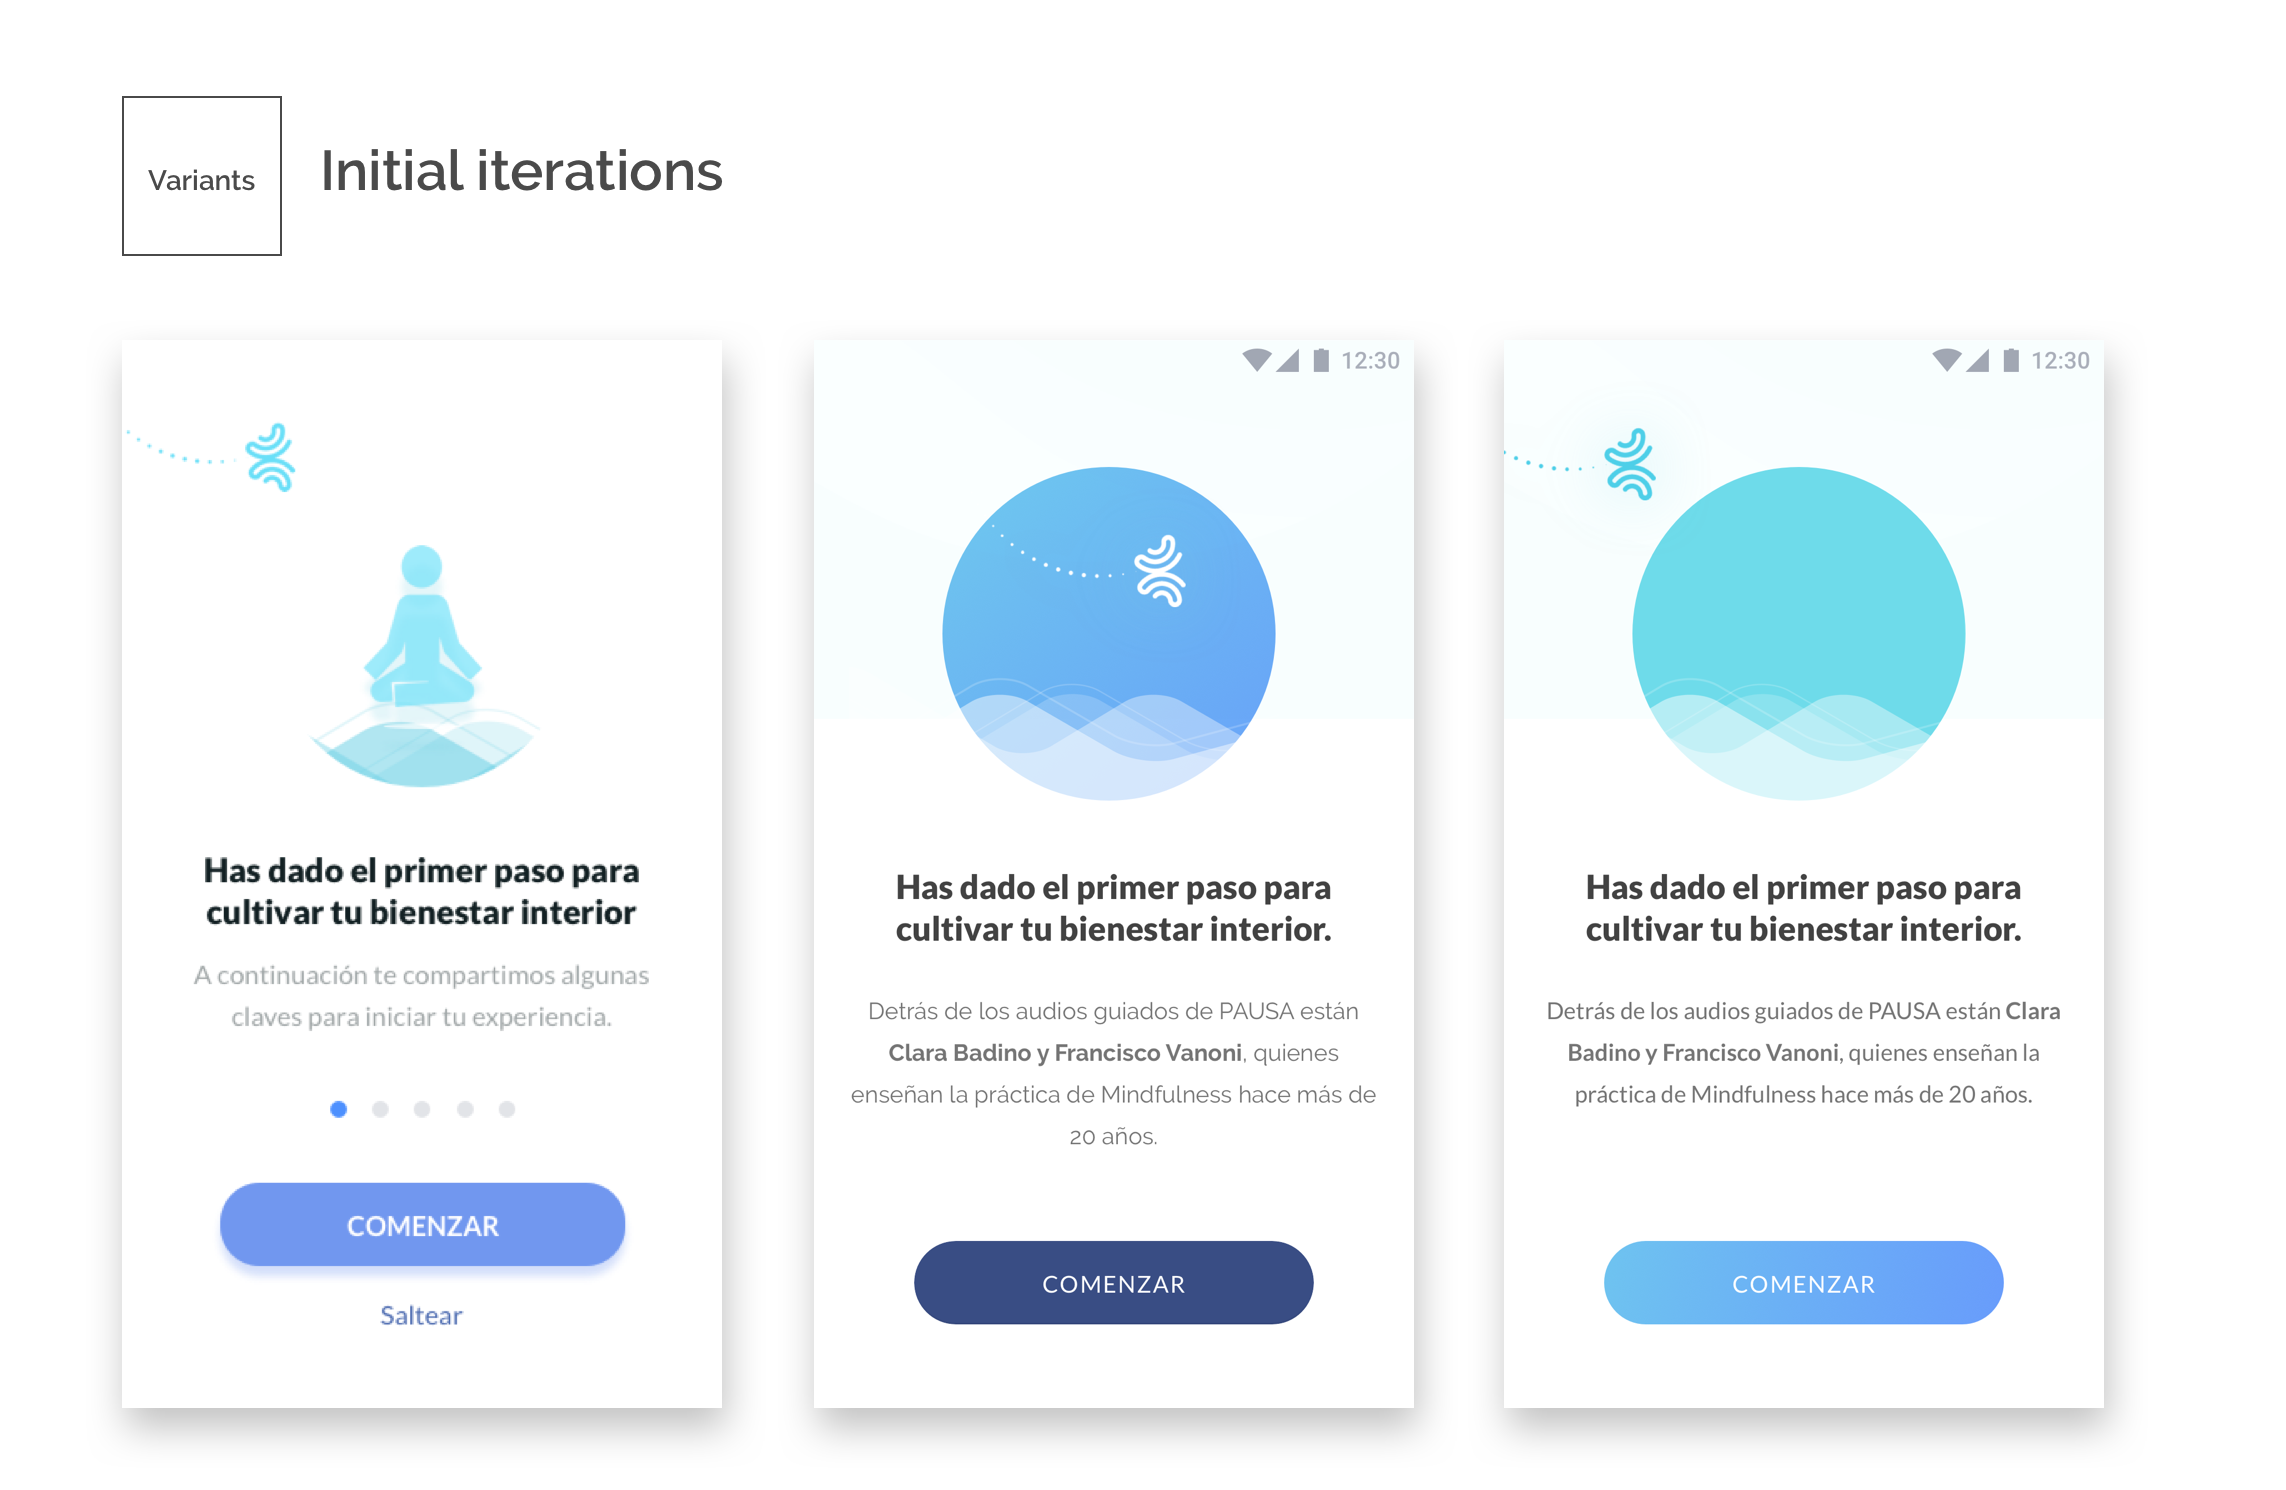 Variants
Initial iterations
Has dado el primer paso para
cultivar tu bienestar interior
A continuación te compartimos algunas
claves para iniciar tu experiencia.
COMENZAR
Saltear
12:30
Has dado el primer paso para
cultivar tu bienestar interior.
Detrás de los audios guiados de PAUSA están
Clara Badino y Francisco Vanoni, quienes
enseñan la práctica de Mindfulness hace más de
20 años.
COMENZAR
12:30
Has dado el primer paso para
cultivar tu bienestar interior.
Detrás de los audios guiados de PAUSA están Clara
Badino y Francisco Vanoni, quienes enseñan la
práctica de Mindfulness hace más de 20 años.
COMENZAR